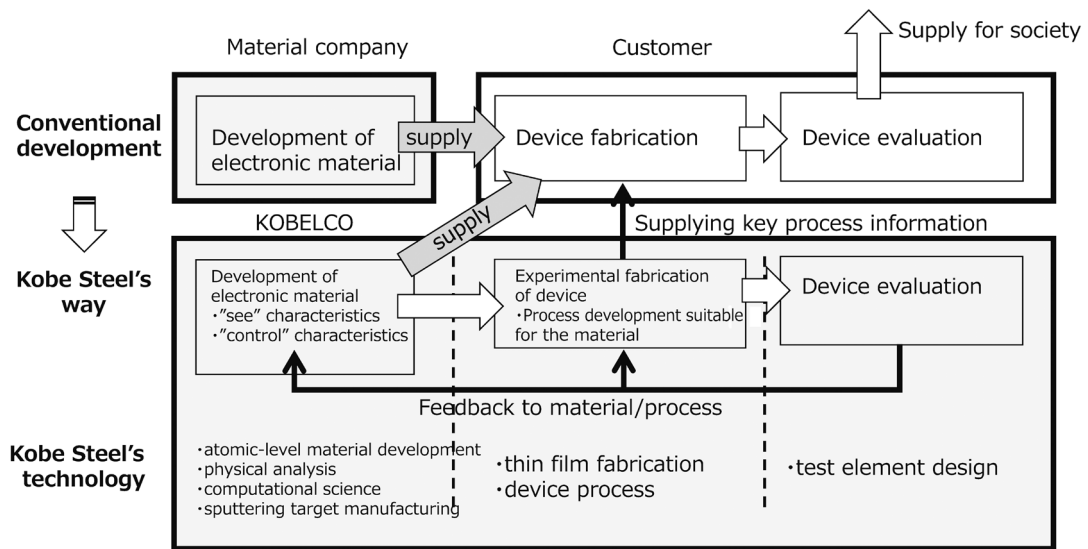 Supply for society
Material company
Customer
Conventional
development
Development of
electronic material
supply
Device fabrication
Device evaluation
supply
KOBELCO
Supplying key process information
Kobe Steel's
way
Development of
electronic material
・"see" characteristics
・"control" characteristics
Experimental fabrication
of device
・Process development suitable
for the material
Device evaluation
Feedback to material/process
Kobe Steel's
technology
・atomic-level material development
・physical analysis
・computational science
・sputtering target manufacturing
・thin film fabrication
・device process
・test element design